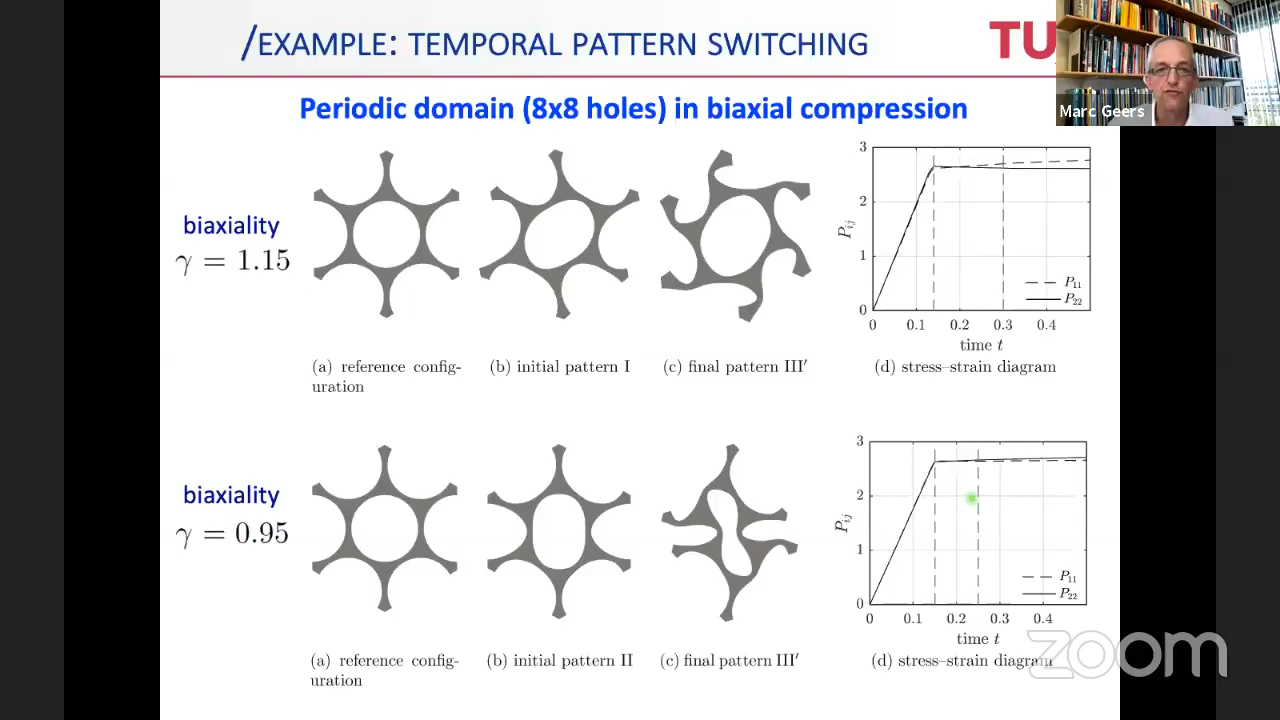 /EXAMPLE: TEMPORAL PATTERN SWITCHING
TU
Marc Geers
Periodic domain (8x8 holes) in biaxial compression
biaxiality
γ = 1.15
3
2
1
0
P_ij
P_11
P_22
0 0.1 0.2 0.3 0.4
time t
(a) reference config-
uration
(b) initial pattern I
(c) final pattern III′
(d) stress–strain diagram
biaxiality
γ = 0.95
3
2
1
0
P_ij
P_11
P_22
0 0.1 0.2 0.3 0.4
time t
(a) reference config-
uration
(b) initial pattern II
(c) final pattern III′
(d) stress–strain diagram
zoom